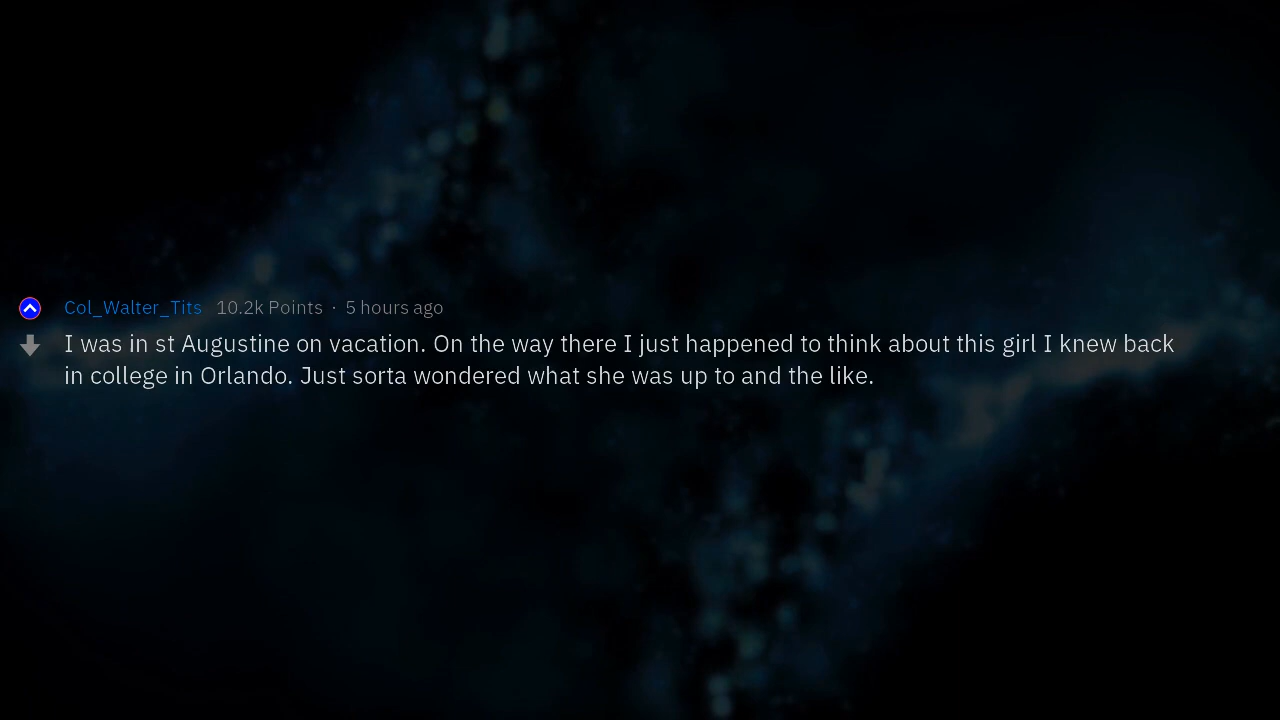 Col_Walter_Tits 10.2k Points · 5 hours ago
I was in st Augustine on vacation. On the way there I just happened to think about this girl I knew back
in college in Orlando. Just sorta wondered what she was up to and the like.